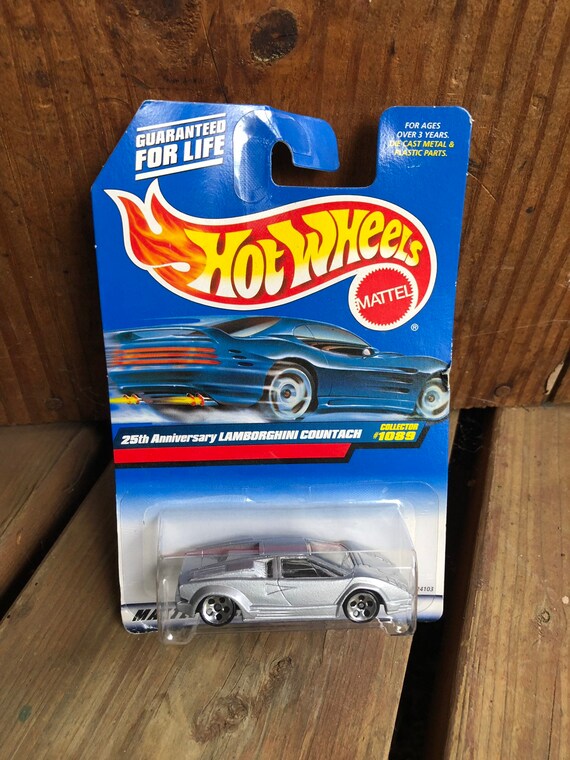 GUARANTEED
FOR LIFE
FOR AGES
OVER 3 YEARS.
DIE CAST METAL &
PLASTIC PARTS.
HOT WHEELS
MATTEL
®
25th Anniversary LAMBORGHINI COUNTACH
COLLECTOR
#1089